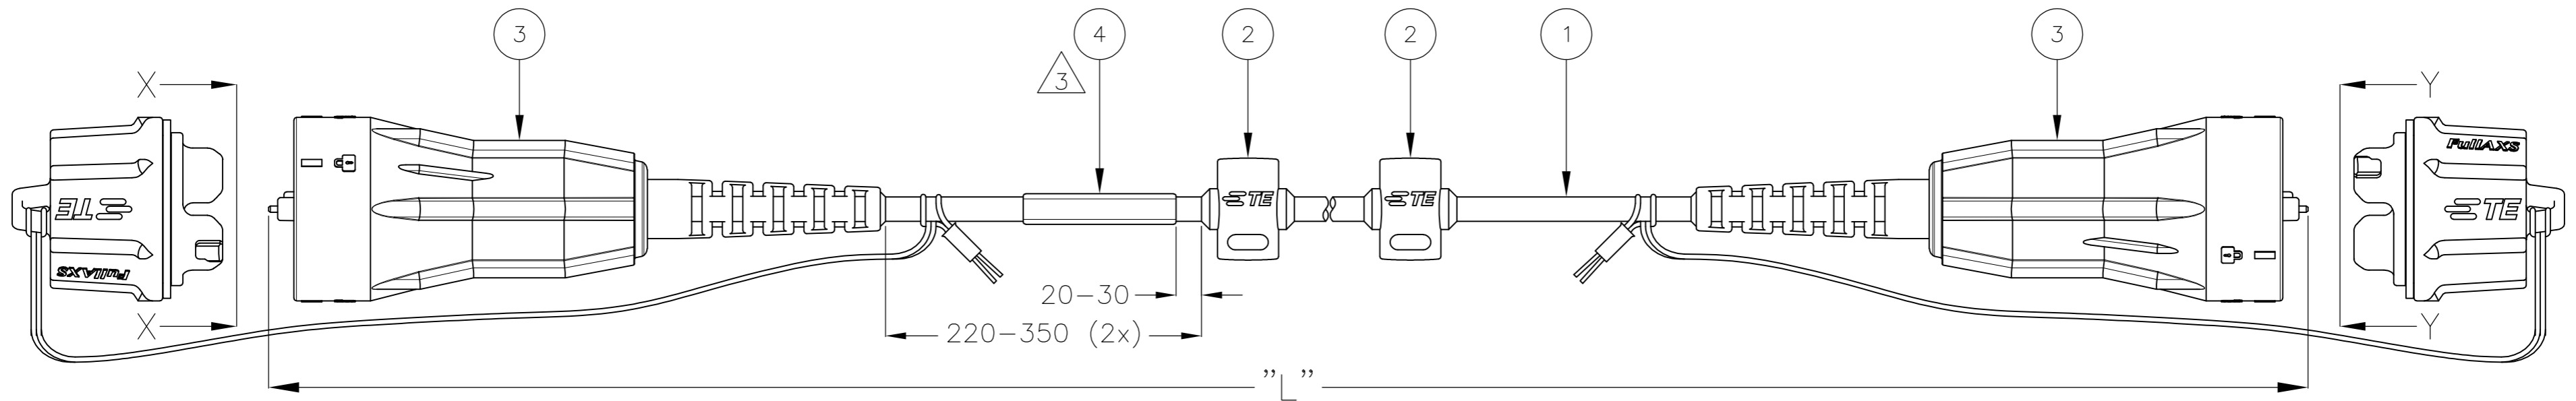 3
4
2
2
1
3
3
X
Y
FullAXS
TE
TE
TE
TE
FullAXS
20-30
X
Y
220-350 (2x)
"L"